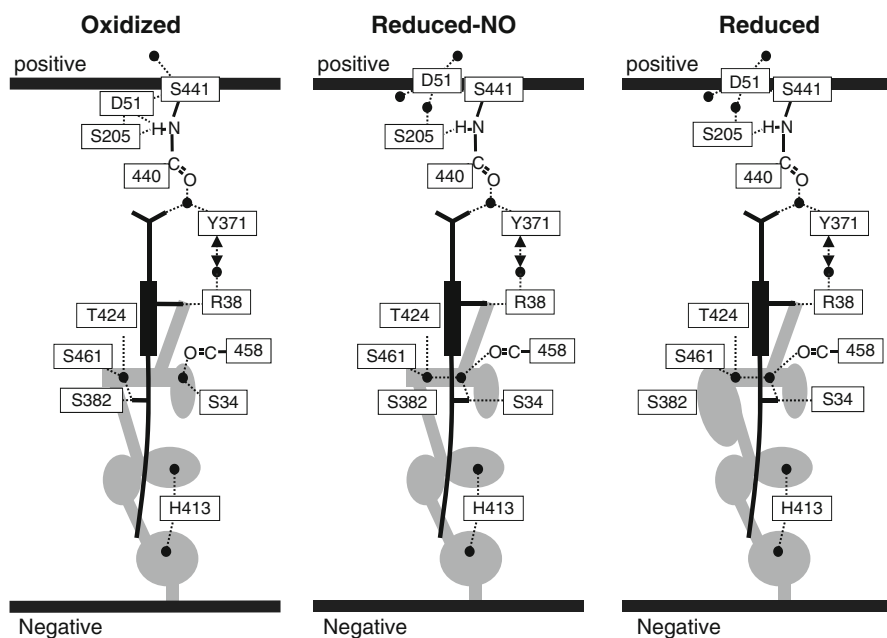 Oxidized
positive
S441
D51
S205
H-N
440
C
O
Y371
R38
T424
O=C
458
S461
S382
S34
H413
Negative
Reduced-NO
positive
D51
S441
S205
H-N
440
C
O
Y371
R38
T424
O=C
458
S461
S382
S34
H413
Negative
Reduced
positive
D51
S441
S205
H-N
440
C
O
Y371
R38
T424
O=C
458
S461
S382
S34
H413
Negative